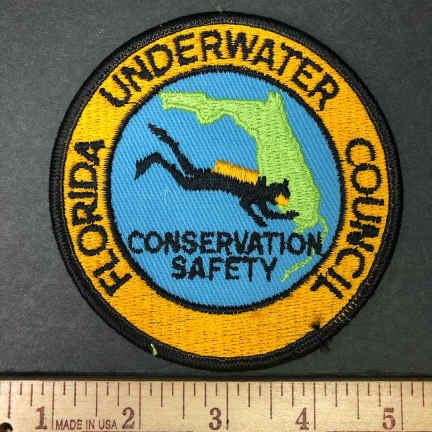 FLORIDA UNDERWATER COUNCIL
CONSERVATION
SAFETY
1 MADE IN USA 2 3 4 5